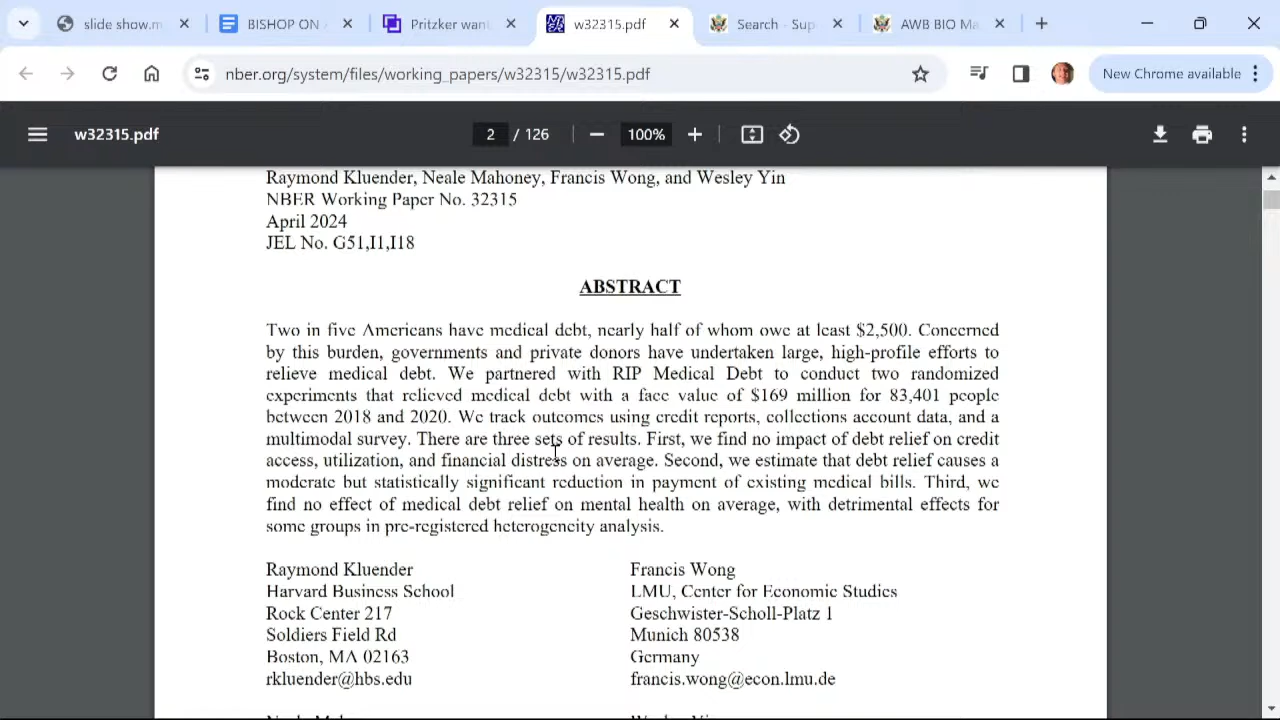 slide show.m
BISHOP ON
Pritzker wan
w32315.pdf
Search - Sup
AWB BIO Ma
nber.org/system/files/working_papers/w32315/w32315.pdf
New Chrome available
w32315.pdf
2 / 126
100%
Raymond Kluender, Neale Mahoney, Francis Wong, and Wesley Yin
NBER Working Paper No. 32315
April 2024
JEL No. G51,I1,I18
ABSTRACT
Two in five Americans have medical debt, nearly half of whom owe at least $2,500. Concerned
by this burden, governments and private donors have undertaken large, high-profile efforts to
relieve medical debt. We partnered with RIP Medical Debt to conduct two randomized
experiments that relieved medical debt with a face value of $169 million for 83,401 people
between 2018 and 2020. We track outcomes using credit reports, collections account data, and a
multimodal survey. There are three sets of results. First, we find no impact of debt relief on credit
access, utilization, and financial distress on average. Second, we estimate that debt relief causes a
moderate but statistically significant reduction in payment of existing medical bills. Third, we
find no effect of medical debt relief on mental health on average, with detrimental effects for
some groups in pre-registered heterogeneity analysis.
Raymond Kluender
Harvard Business School
Rock Center 217
Soldiers Field Rd
Boston, MA 02163
rkluender@hbs.edu
Francis Wong
LMU, Center for Economic Studies
Geschwister-Scholl-Platz 1
Munich 80538
Germany
francis.wong@econ.lmu.de